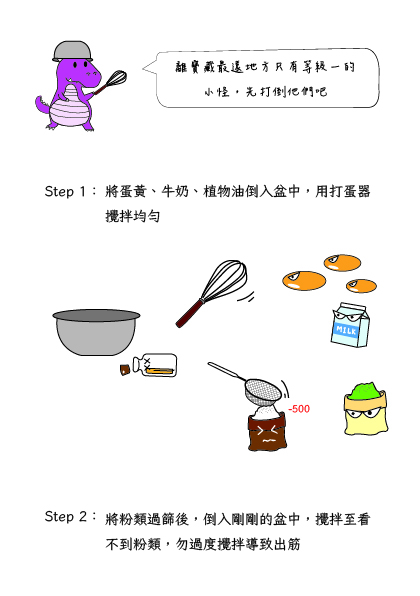 離寶藏最遠地方只有等級一的
小怪，先打倒他們吧
Step 1： 將蛋黃、牛奶、植物油倒入盆中，用打蛋器
攪拌均勻
MILK
-500
Step 2： 將粉類過篩後，倒入剛剛的盆中，攪拌至看
不到粉類，勿過度攪拌導致出筋